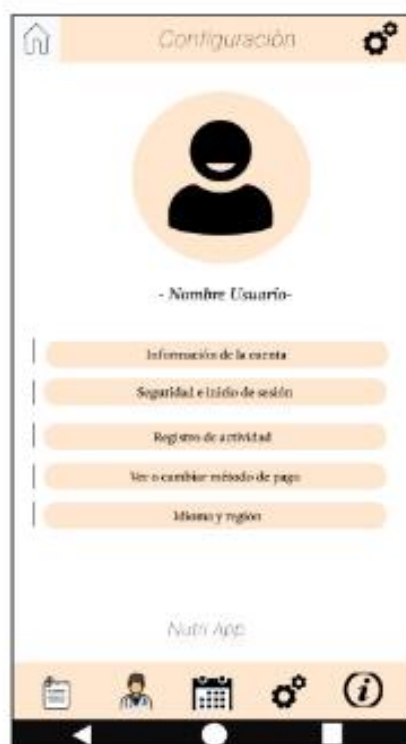 Configuración
- Nombre Usuario-
Información de la cuenta
Seguridad e inicio de sesión
Registro de actividad
Ver o cambiar método de pago
Idioma y región
Nutri App